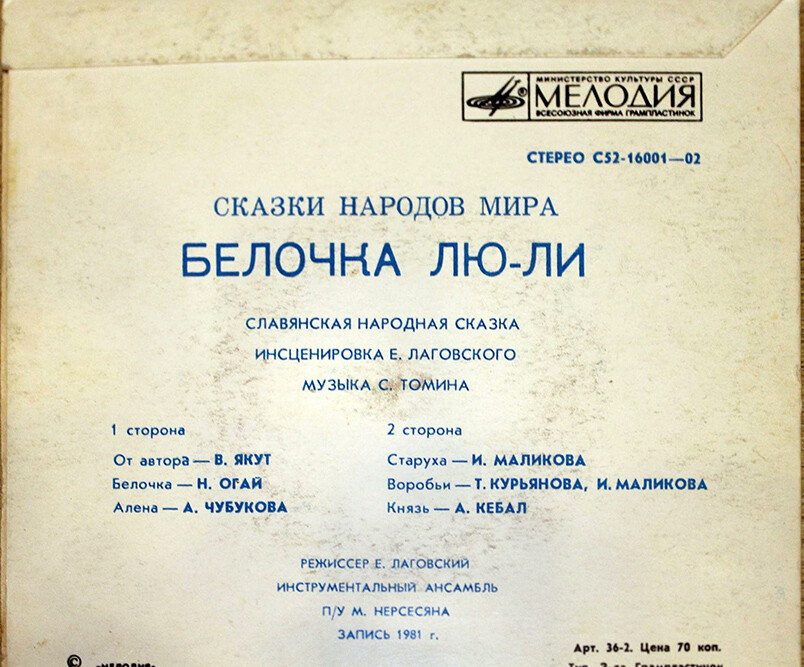 МИНИСТЕРСТВО КУЛЬТУРЫ СССР
МЕЛОДИЯ
ВСЕСОЮЗНАЯ ФИРМА ГРАМПЛАСТИНОК
СТЕРЕО С52-16001—02
СКАЗКИ НАРОДОВ МИРА
БЕЛОЧКА ЛЮ-ЛИ
СЛАВЯНСКАЯ НАРОДНАЯ СКАЗКА
ИНСЦЕНИРОВКА Е. ЛАГОВСКОГО
МУЗЫКА С. ТОМИНА
1 сторона
От автора — В. ЯКУТ
Белочка — Н. ОГАЙ
Алена — А. ЧУБУКОВА
2 сторона
Старуха — И. МАЛИКОВА
Воробьи — Т. КУРЬЯНОВА, И. МАЛИКОВА
Князь — А. КЕБАЛ
РЕЖИССЕР Е. ЛАГОВСКИЙ
ИНСТРУМЕНТАЛЬНЫЙ АНСАМБЛЬ
П/У М. НЕРСЕСЯНА
ЗАПИСЬ 1981 г.
Арт. 36-2. Цена 70 коп.
© «МЕЛОДИЯ»